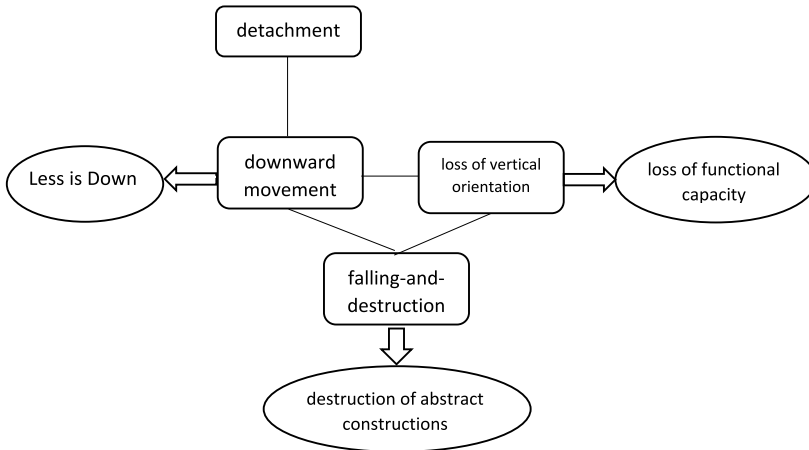 detachment
Less is Down
downward
movement
loss of vertical
orientation
loss of functional
capacity
falling-and-
destruction
destruction of abstract
constructions